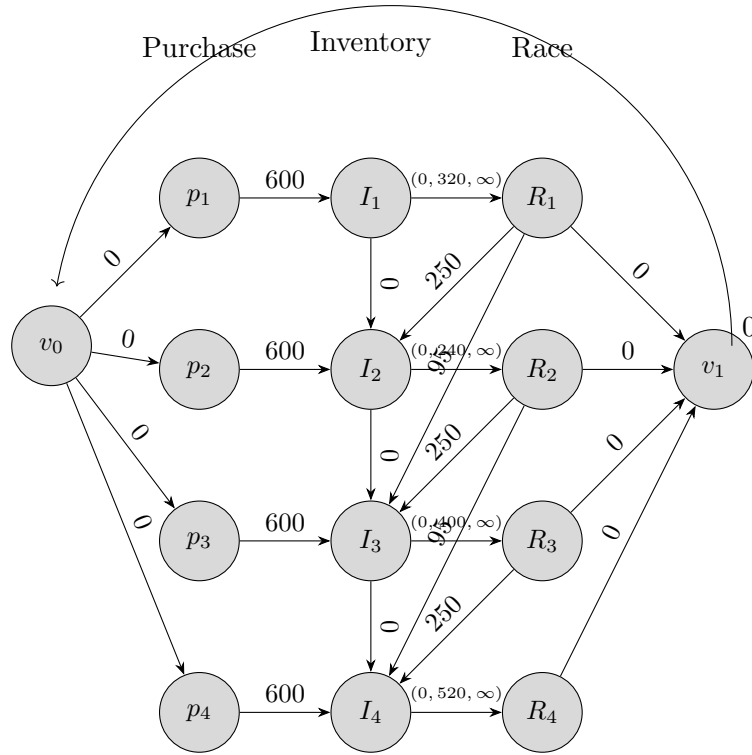 Purchase Inventory Race
p1 600 I1 (0, 320, ∞) R1
0 0 250 0
v0 0 p2 600 I2 (0, 240, ∞) R2 0 v1 0
95
0 0 250 0
p3 600 I3 (0, 400, ∞) R3
95
0 0 250 0
p4 600 I4 (0, 520, ∞) R4